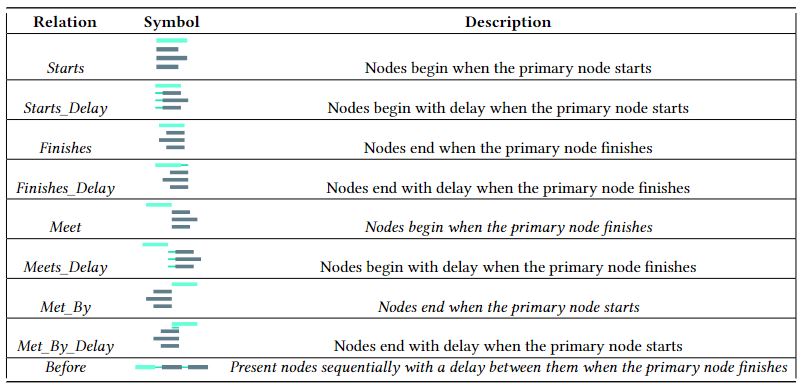 Relation Symbol Description
Starts Nodes begin when the primary node starts
Starts_Delay Nodes begin with delay when the primary node starts
Finishes Nodes end when the primary node finishes
Finishes_Delay Nodes end with delay when the primary node finishes
Meet Nodes begin when the primary node finishes
Meets_Delay Nodes begin with delay when the primary node finishes
Met_By Nodes end when the primary node starts
Met_By_Delay Nodes end with delay when the primary node starts
Before Present nodes sequentially with a delay between them when the primary node finishes